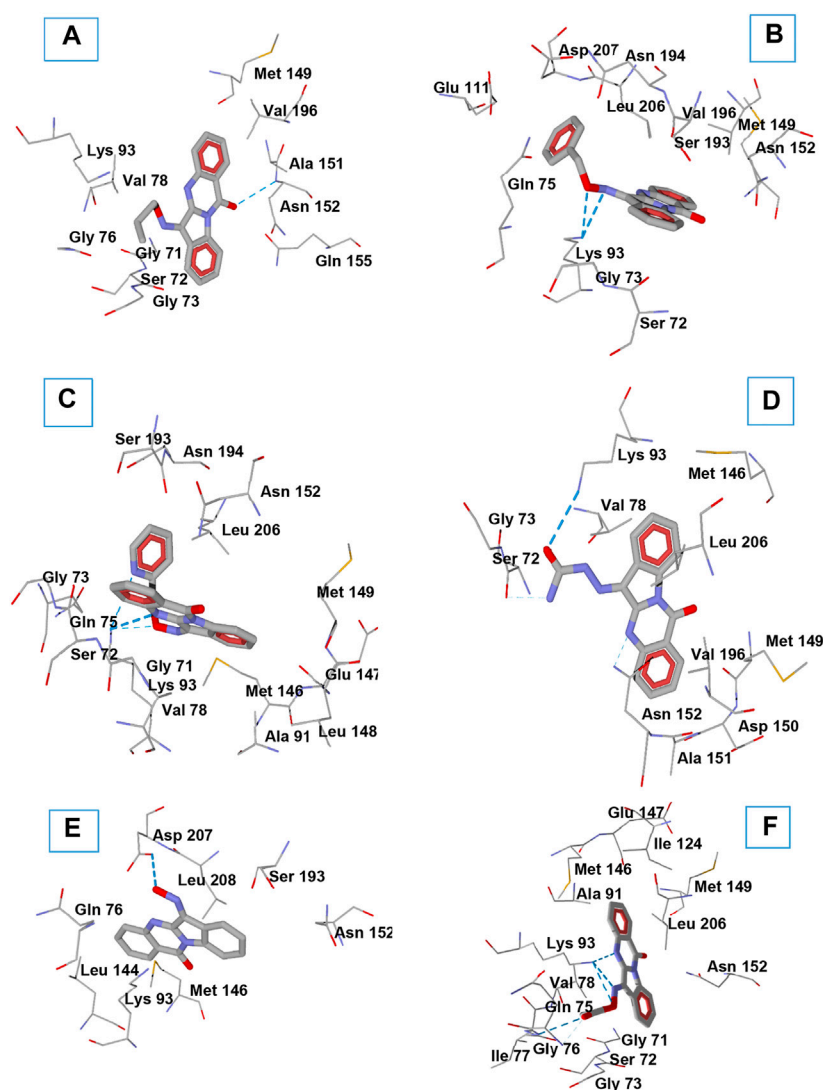 A
Met 149
Val 196
Lys 93
Ala 151
Val 78
Asn 152
Gly 76
Gly 71
Gln 155
Ser 72
Gly 73
B
Asp 207
Asn 194
Glu 111
Leu 206
Val 196
Met 149
Ser 193
Asn 152
Gln 75
Lys 93
Gly 73
Ser 72
C
Ser 193
Asn 194
Asn 152
Leu 206
Gly 73
Met 149
Gln 75
Ser 72
Gly 71
Lys 93
Met 146
Glu 147
Val 78
Ala 91
Leu 148
D
Lys 93
Met 146
Val 78
Gly 73
Leu 206
Ser 72
Val 196
Met 149
Asn 152
Asp 150
Ala 151
E
Asp 207
Leu 208
Ser 193
Gln 76
Asn 152
Leu 144
Lys 93
Met 146
F
Glu 147
Ile 124
Met 146
Met 149
Ala 91
Leu 206
Lys 93
Asn 152
Val 78
Gln 75
Gly 71
Ile 77
Gly 76
Ser 72
Gly 73